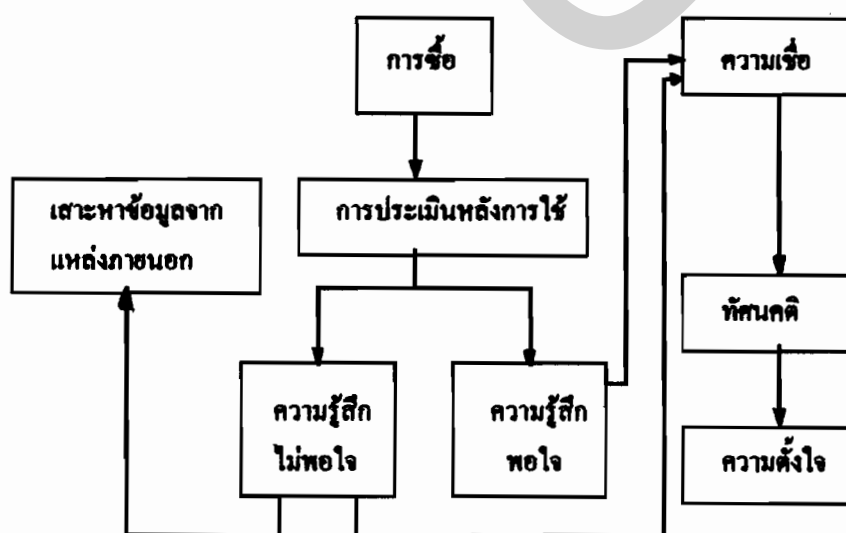 การซื้อ
ความเชื่อ
เสาะหาข้อมูลจาก
แหล่งภายนอก
การประเมินหลังการใช้
ทัศนคติ
ความรู้สึก
ไม่พอใจ
ความรู้สึก
พอใจ
ความตั้งใจ